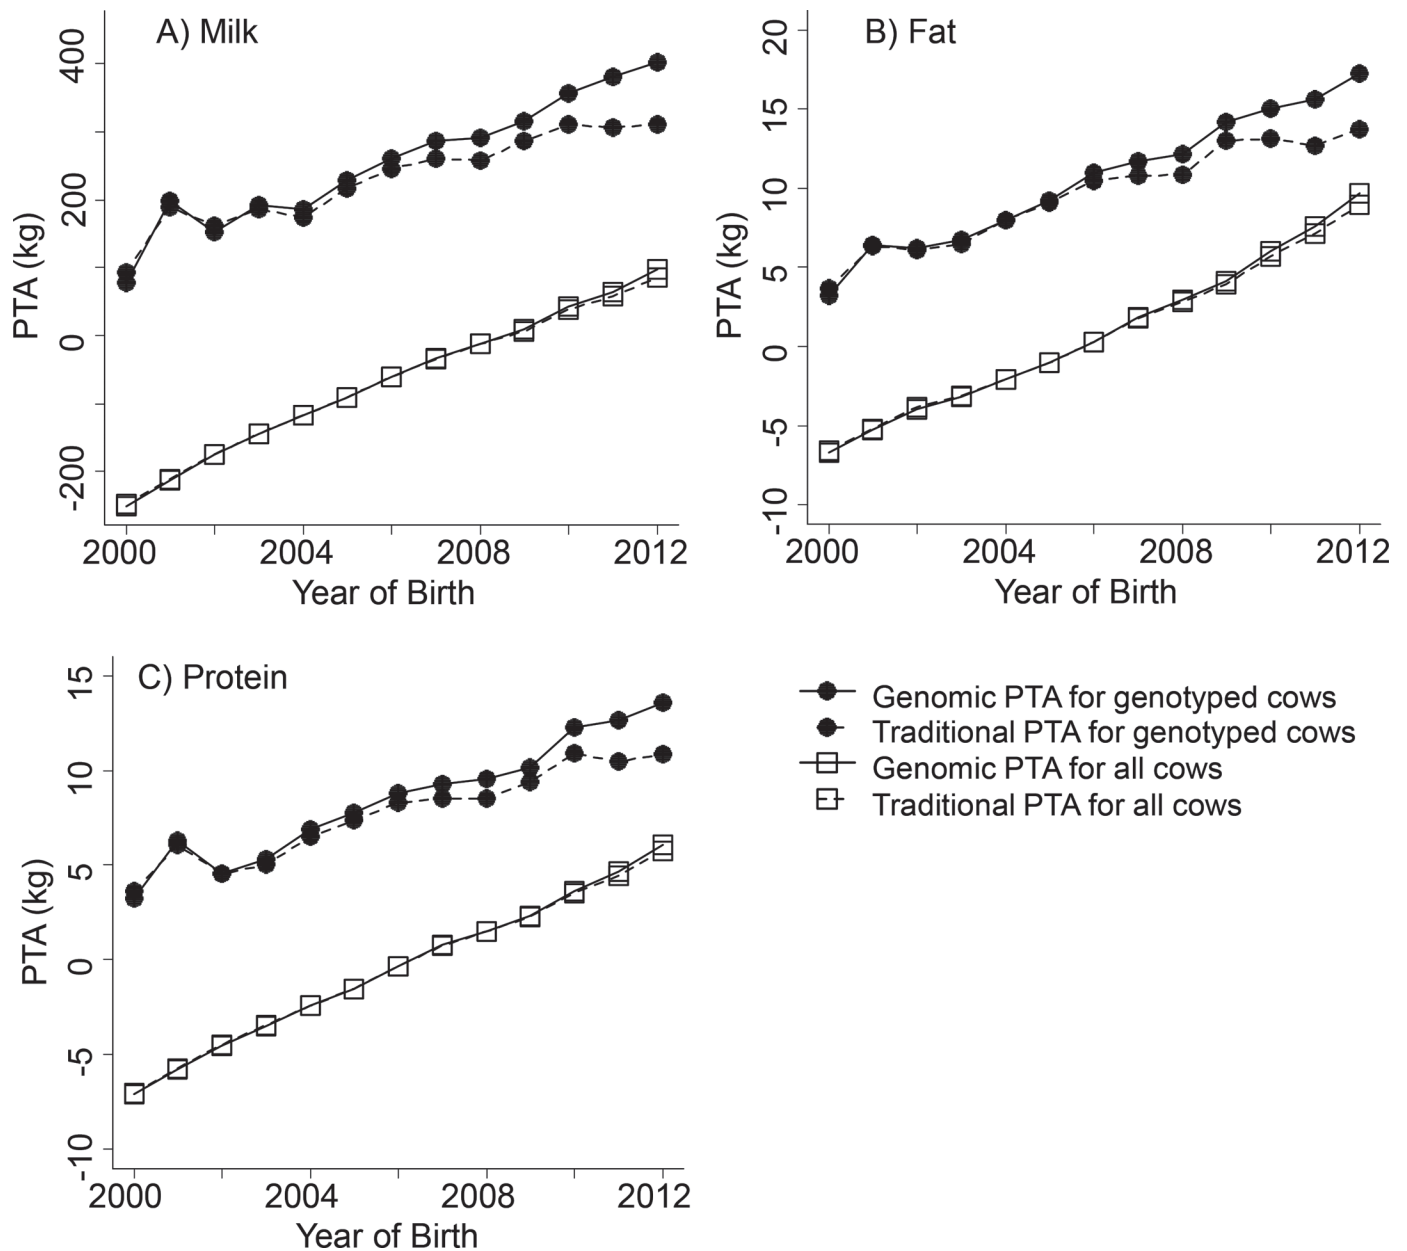 A) Milk
400
200
0
-200
PTA (kg)
2000 2004 2008 2012
Year of Birth
B) Fat
20
15
10
5
0
-5
-10
PTA (kg)
2000 2004 2008 2012
Year of Birth
C) Protein
15
10
5
0
-5
-10
PTA (kg)
2000 2004 2008 2012
Year of Birth
Genomic PTA for genotyped cows
Traditional PTA for genotyped cows
Genomic PTA for all cows
Traditional PTA for all cows